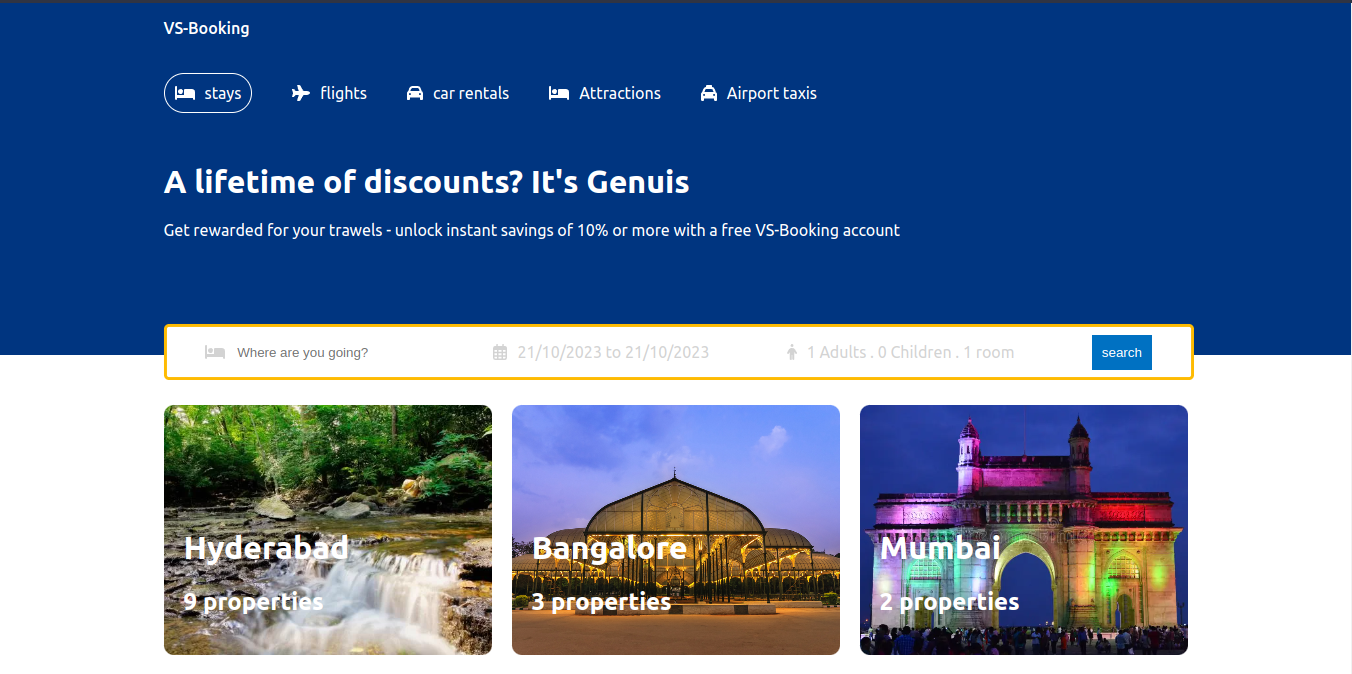 VS-Booking
stays flights car rentals Attractions Airport taxis
A lifetime of discounts? It's Genuis
Get rewarded for your trawels - unlock instant savings of 10% or more with a free VS-Booking account
Where are you going? 21/10/2023 to 21/10/2023 1 Adults . 0 Children . 1 room search
Hyderabad Bangalore Mumbai
9 properties 3 properties 2 properties